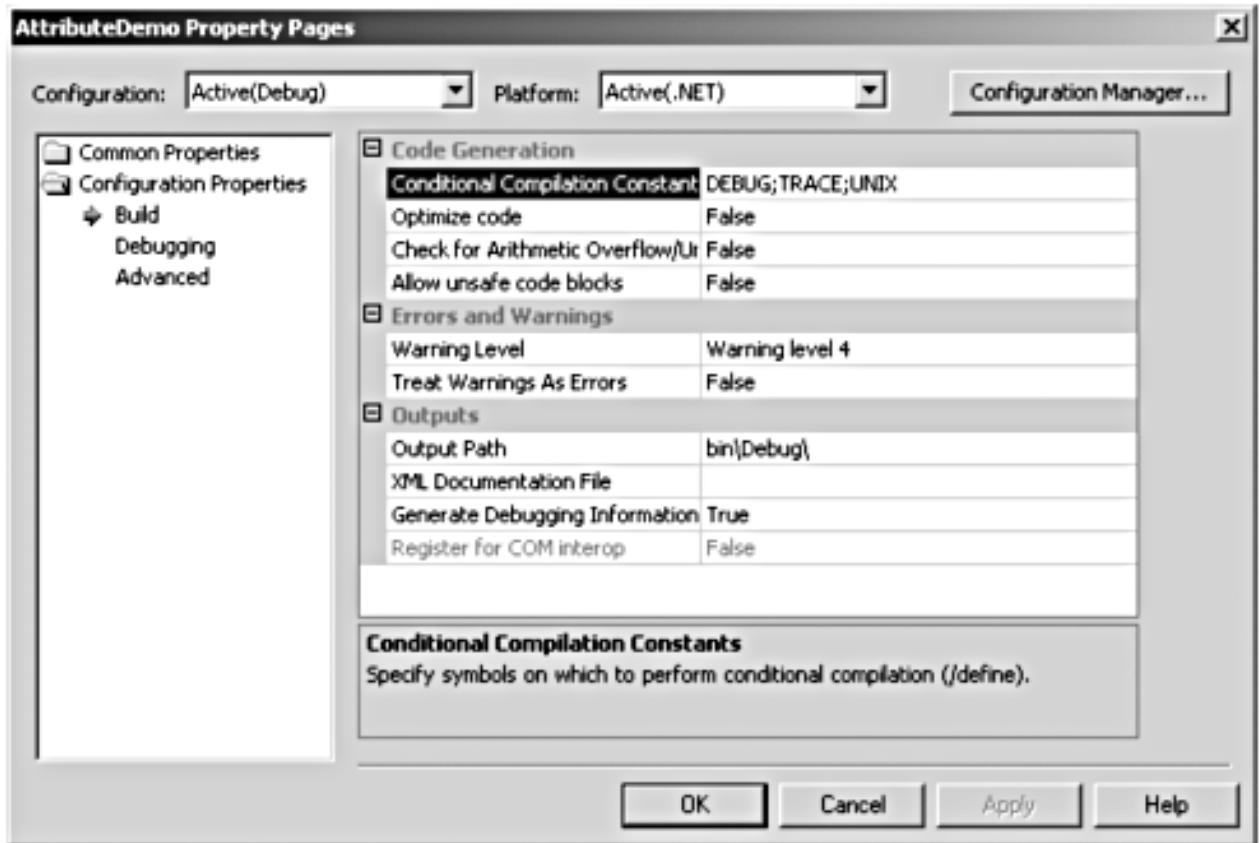 AttributeDemo Property Pages
Configuration: Active(Debug) Platform: Active(.NET) Configuration Manager...
Common Properties
Configuration Properties
Build
Debugging
Advanced
Code Generation
Conditional Compilation Constant DEBUG;TRACE;UNIX
Optimize code False
Check for Arithmetic Overflow/Ur False
Allow unsafe code blocks False
Errors and Warnings
Warning Level Warning level 4
Treat Warnings As Errors False
Outputs
Output Path bin\Debug\
XML Documentation File
Generate Debugging Information True
Register for COM interop False
Conditional Compilation Constants
Specify symbols on which to perform conditional compilation (/define).
OK Cancel Apply Help